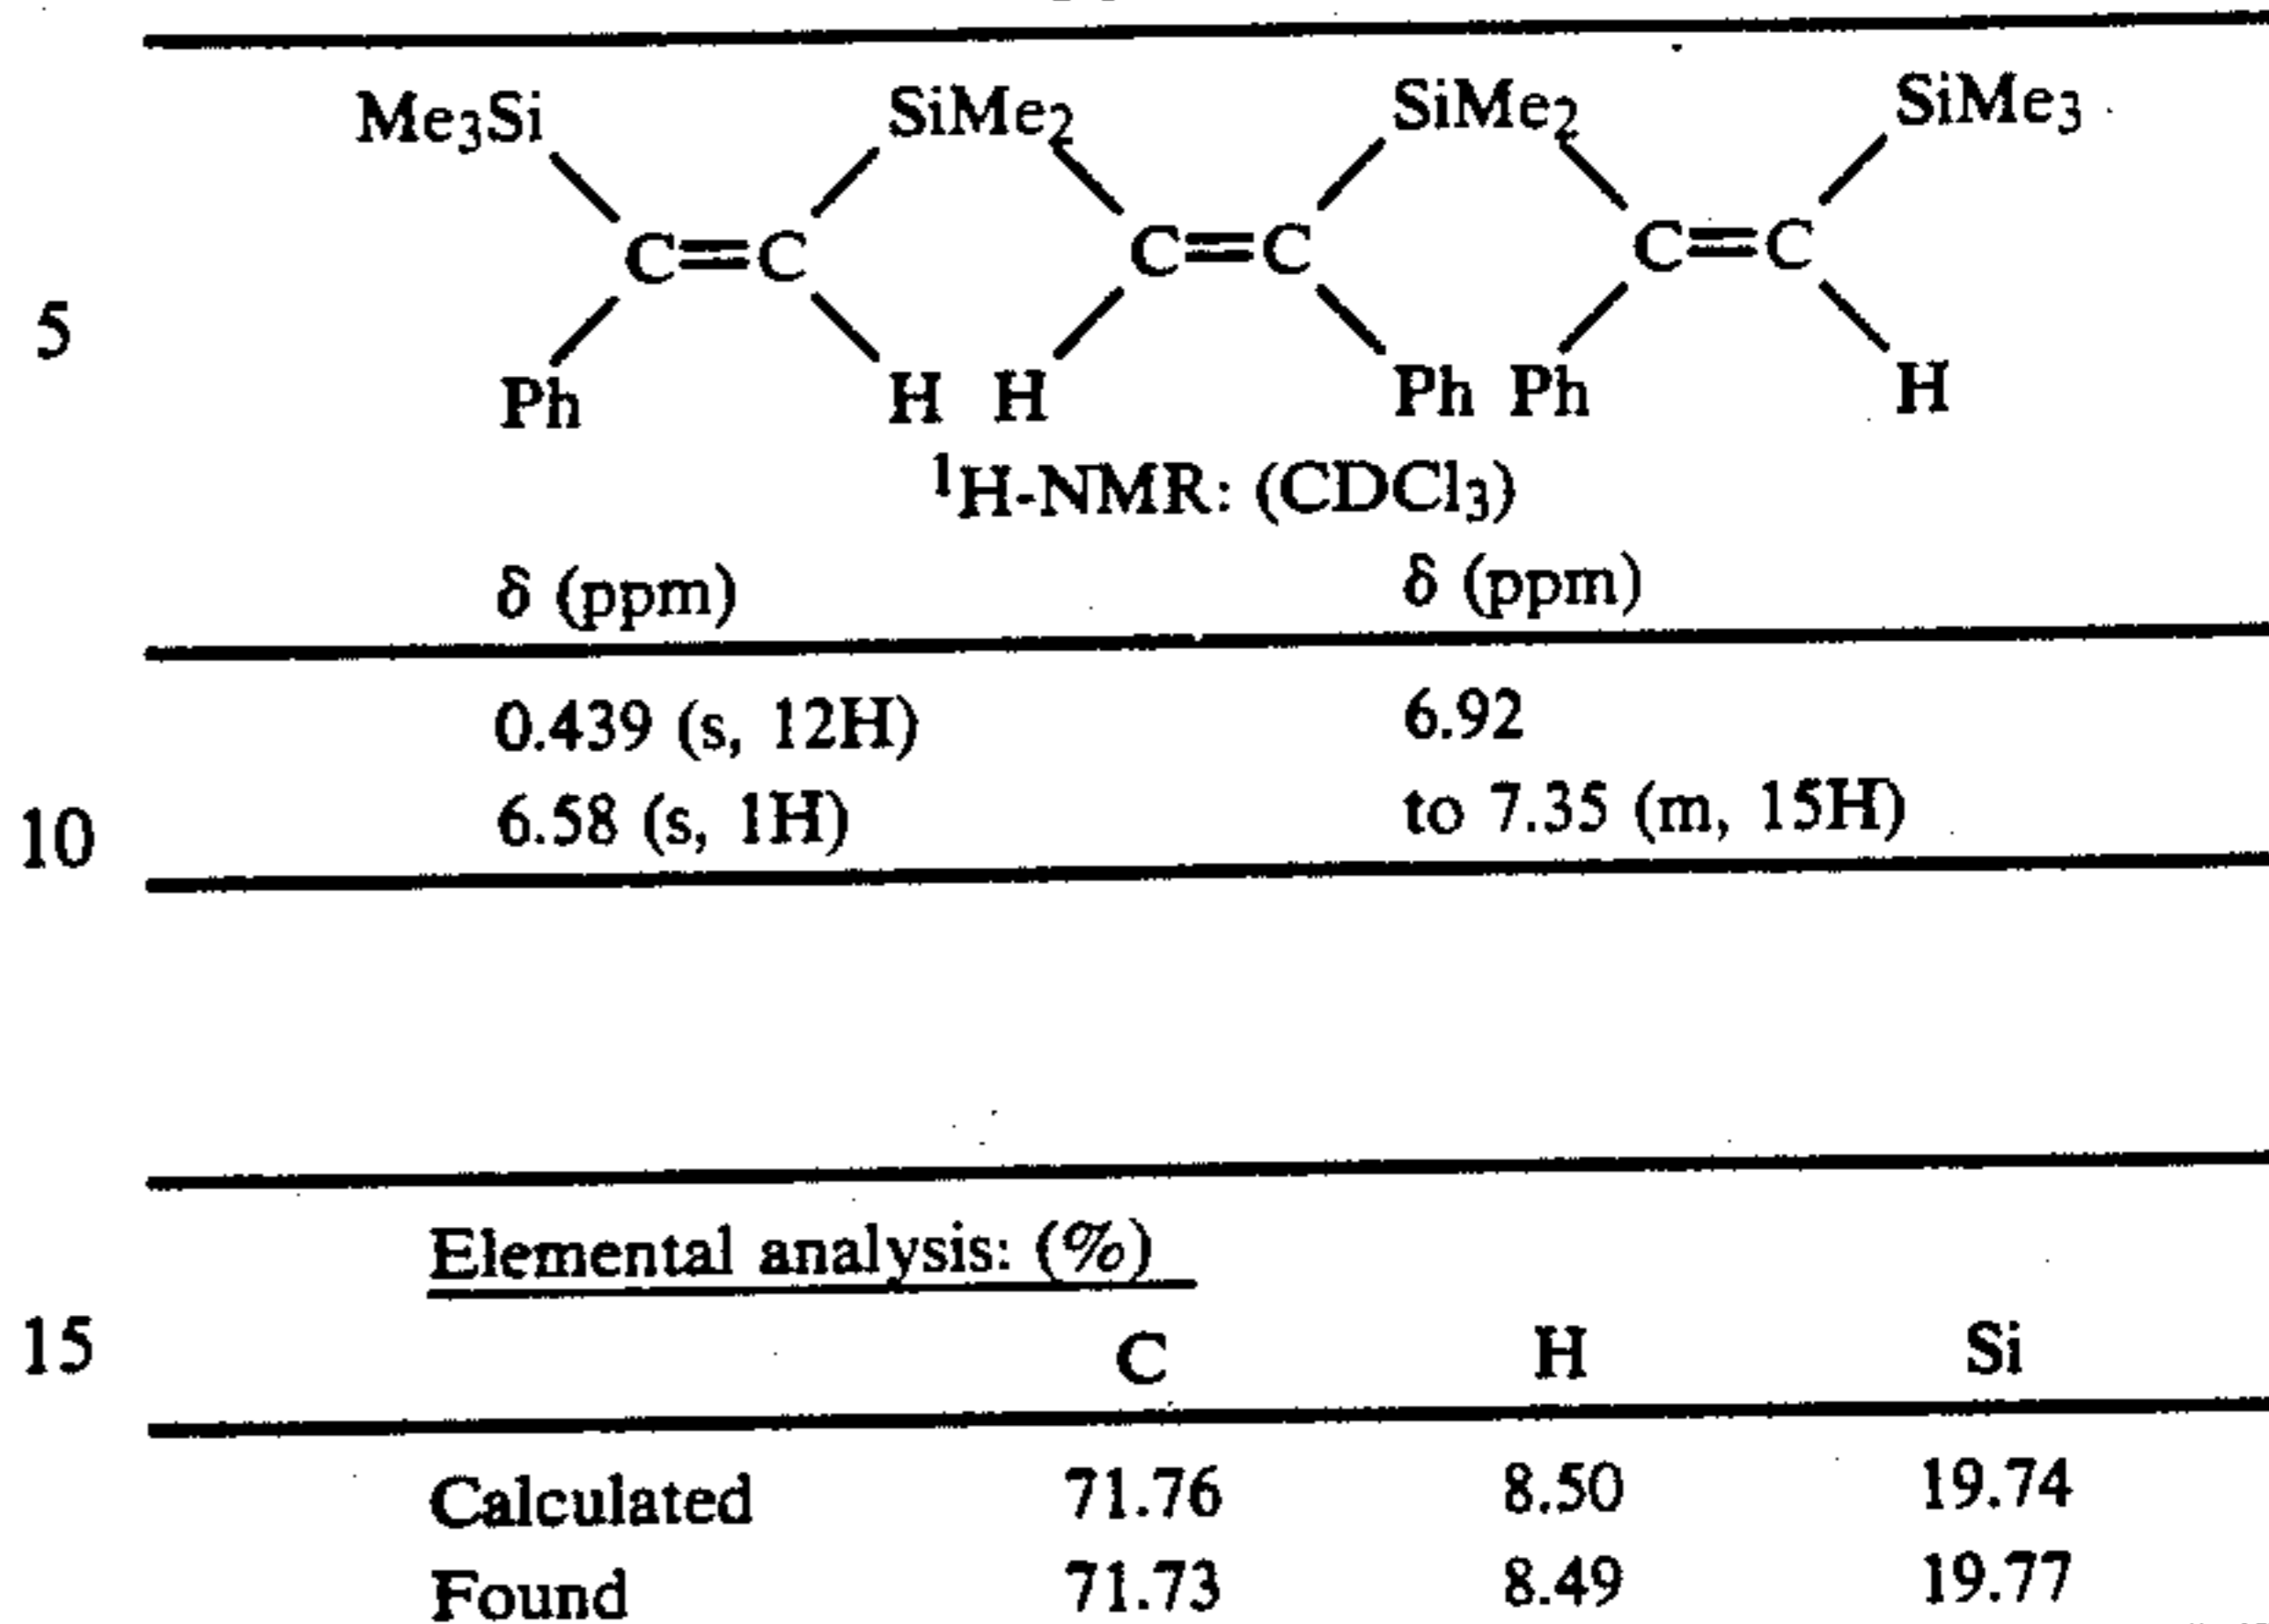 Me3Si SiMe2 SiMe2 SiMe3
C=C C=C C=C
5
Ph H H Ph Ph H
1H-NMR: (CDCl3)
δ (ppm) δ (ppm)
0.439 (s, 12H) 6.92
10 6.58 (s, 1H) to 7.35 (m, 15H)
Elemental analysis: (%)
15 C H Si
Calculated 71.76 8.50 19.74
Found 71.73 8.49 19.77